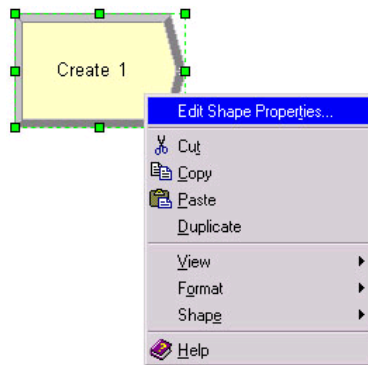 Create 1
Edit Shape Properties...
Cut
Copy
Paste
Duplicate
View
Format
Shape
Help